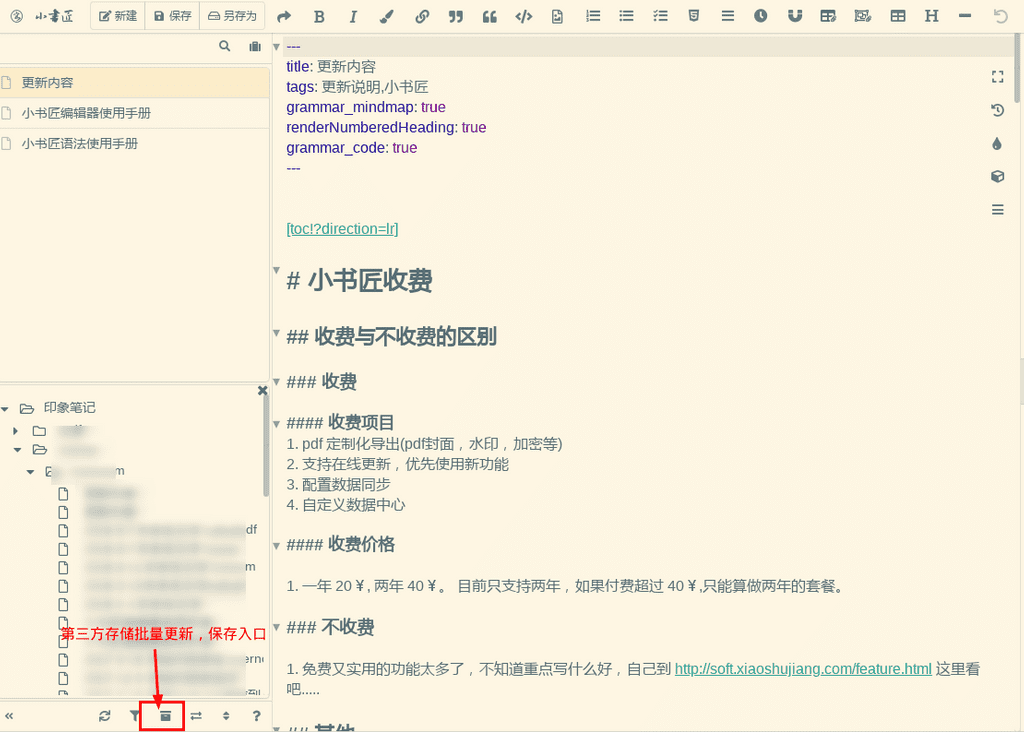 小書匠 新建 保存 另存为
更新内容
小书匠编辑器使用手册
小书匠语法使用手册
---
title: 更新内容
tags: 更新说明,小书匠
grammar_mindmap: true
renderNumberedHeading: true
grammar_code: true
---
[toc!?direction=lr]
# 小书匠收费
## 收费与不收费的区别
### 收费
#### 收费项目
1. pdf 定制化导出(pdf封面，水印，加密等)
2. 支持在线更新，优先使用新功能
3. 配置数据同步
4. 自定义数据中心
#### 收费价格
1. 一年 20 ¥, 两年 40 ¥。 目前只支持两年，如果付费超过 40 ¥,只能算做两年的套餐。
### 不收费
1. 免费又实用的功能太多了，不知道重点写什么好，自己到 http://soft.xiaoshujiang.com/feature.html 这里看
吧.....
## 其他
印象笔记
第三方存储批量更新，保存入口